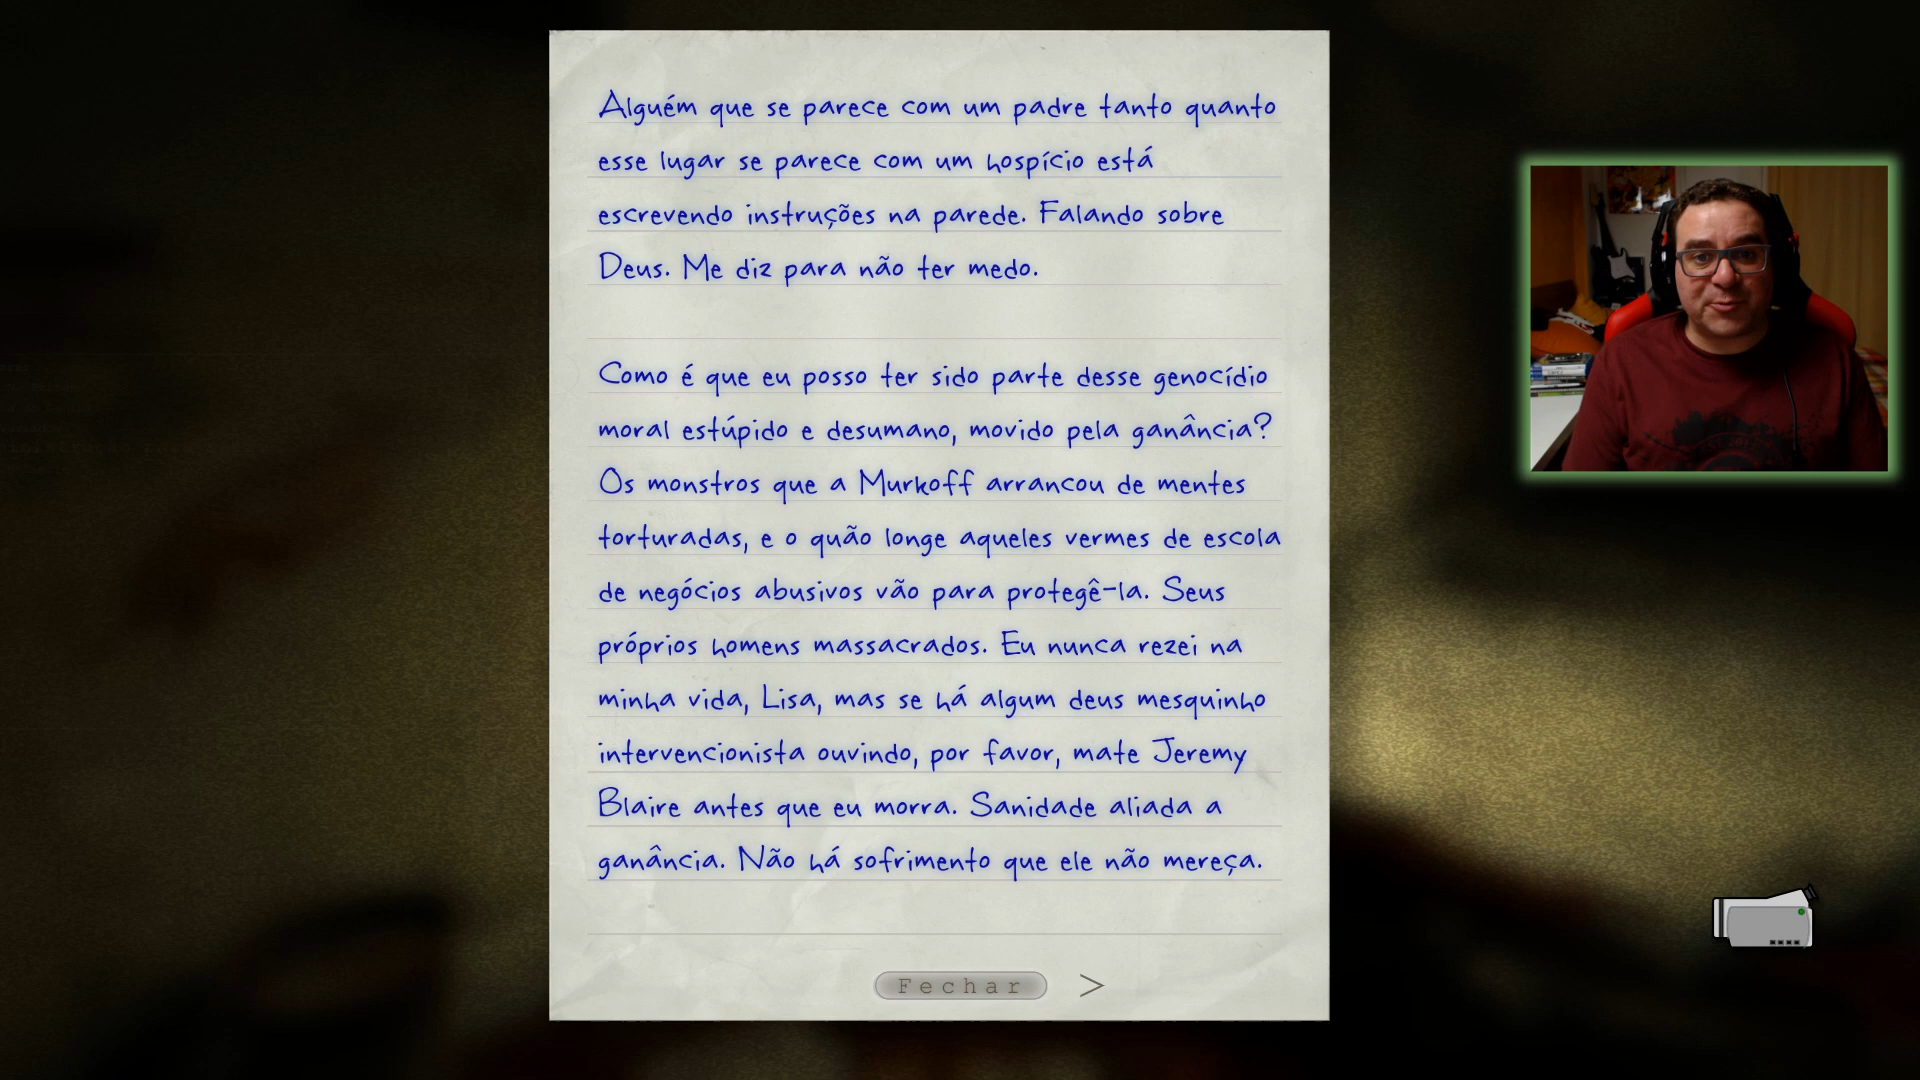 Alguém que se parece com um padre tanto quanto
esse lugar se parece com um hospício está
escrevendo instruções na parede. Falando sobre
Deus. Me diz para não ter medo.
Como é que eu posso ter sido parte desse genocídio
moral estúpido e desumano, movido pela ganância?
Os monstros que a Murkoff arrancou de mentes
torturadas, e o quão longe aqueles vermes de escola
de negócios abusivos vão para protegê-la. Seus
próprios homens massacrados. Eu nunca rezei na
minha vida, Lisa, mas se há algum deus mesquinho
intervencionista ouvindo, por favor, mate Jeremy
Blaire antes que eu morra. Sanidade aliada a
ganância. Não há sofrimento que ele não mereça.
Fechar >